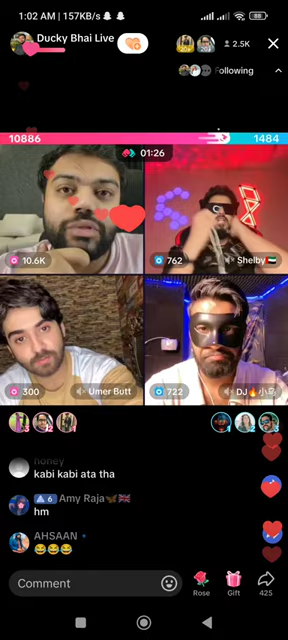 1:02 AM | 157KB/s
Ducky Bhai Live
2.5K
Following
10886
1484
01:26
10.6K
762
Shelby
300
Umer Butt
722
DJ🔥小
honey
kabi kabi ata tha
6 Amy Raja🦋🇬🇧
hm
AHSAAN
😂😂😂
Comment
Rose
Gift
425